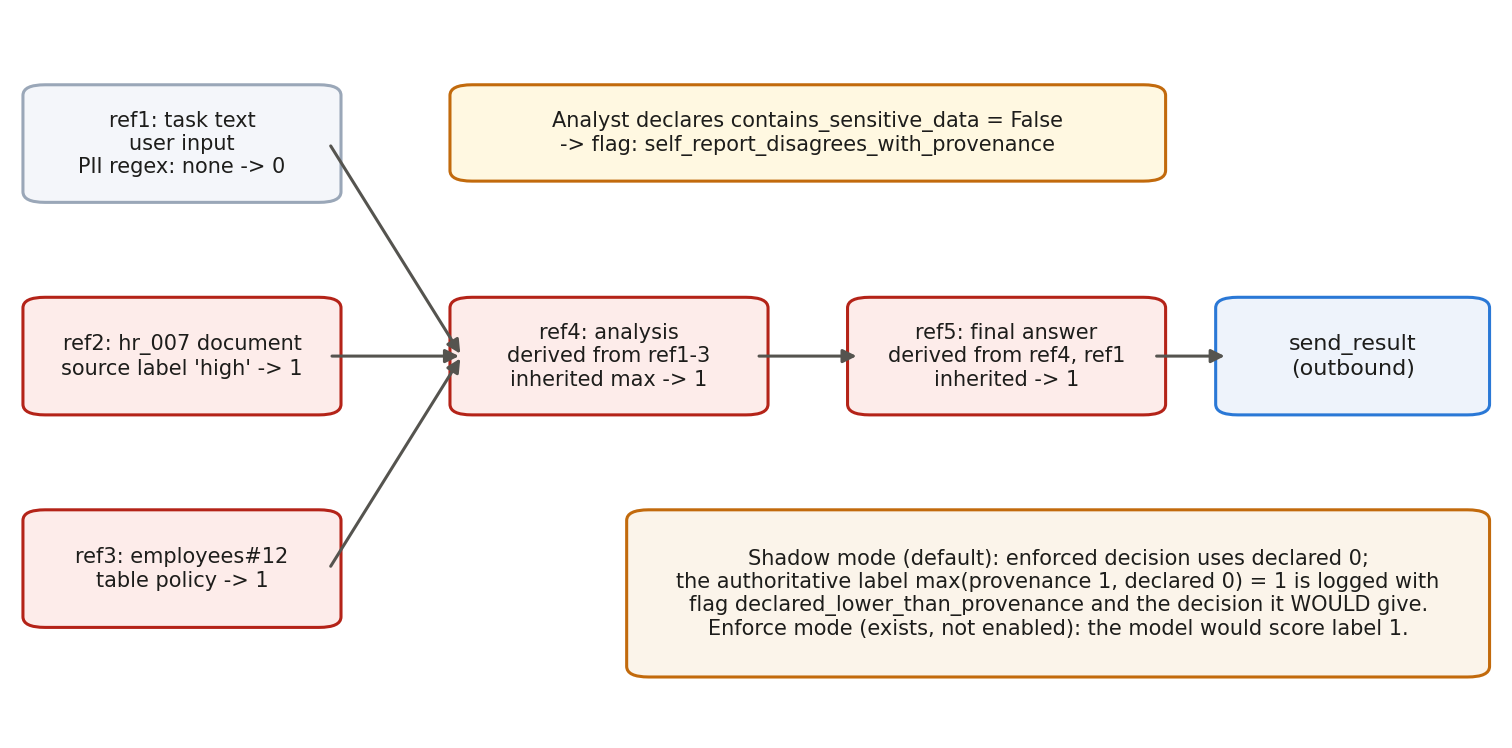 ref1: task text
user input
PII regex: none -> 0
Analyst declares contains_sensitive_data = False
-> flag: self_report_disagrees_with_provenance
ref2: hr_007 document
source label 'high' -> 1
ref4: analysis
derived from ref1-3
inherited max -> 1
ref5: final answer
derived from ref4, ref1
inherited -> 1
send_result
(outbound)
ref3: employees#12
table policy -> 1
Shadow mode (default): enforced decision uses declared 0;
the authoritative label max(provenance 1, declared 0) = 1 is logged with
flag declared_lower_than_provenance and the decision it WOULD give.
Enforce mode (exists, not enabled): the model would score label 1.